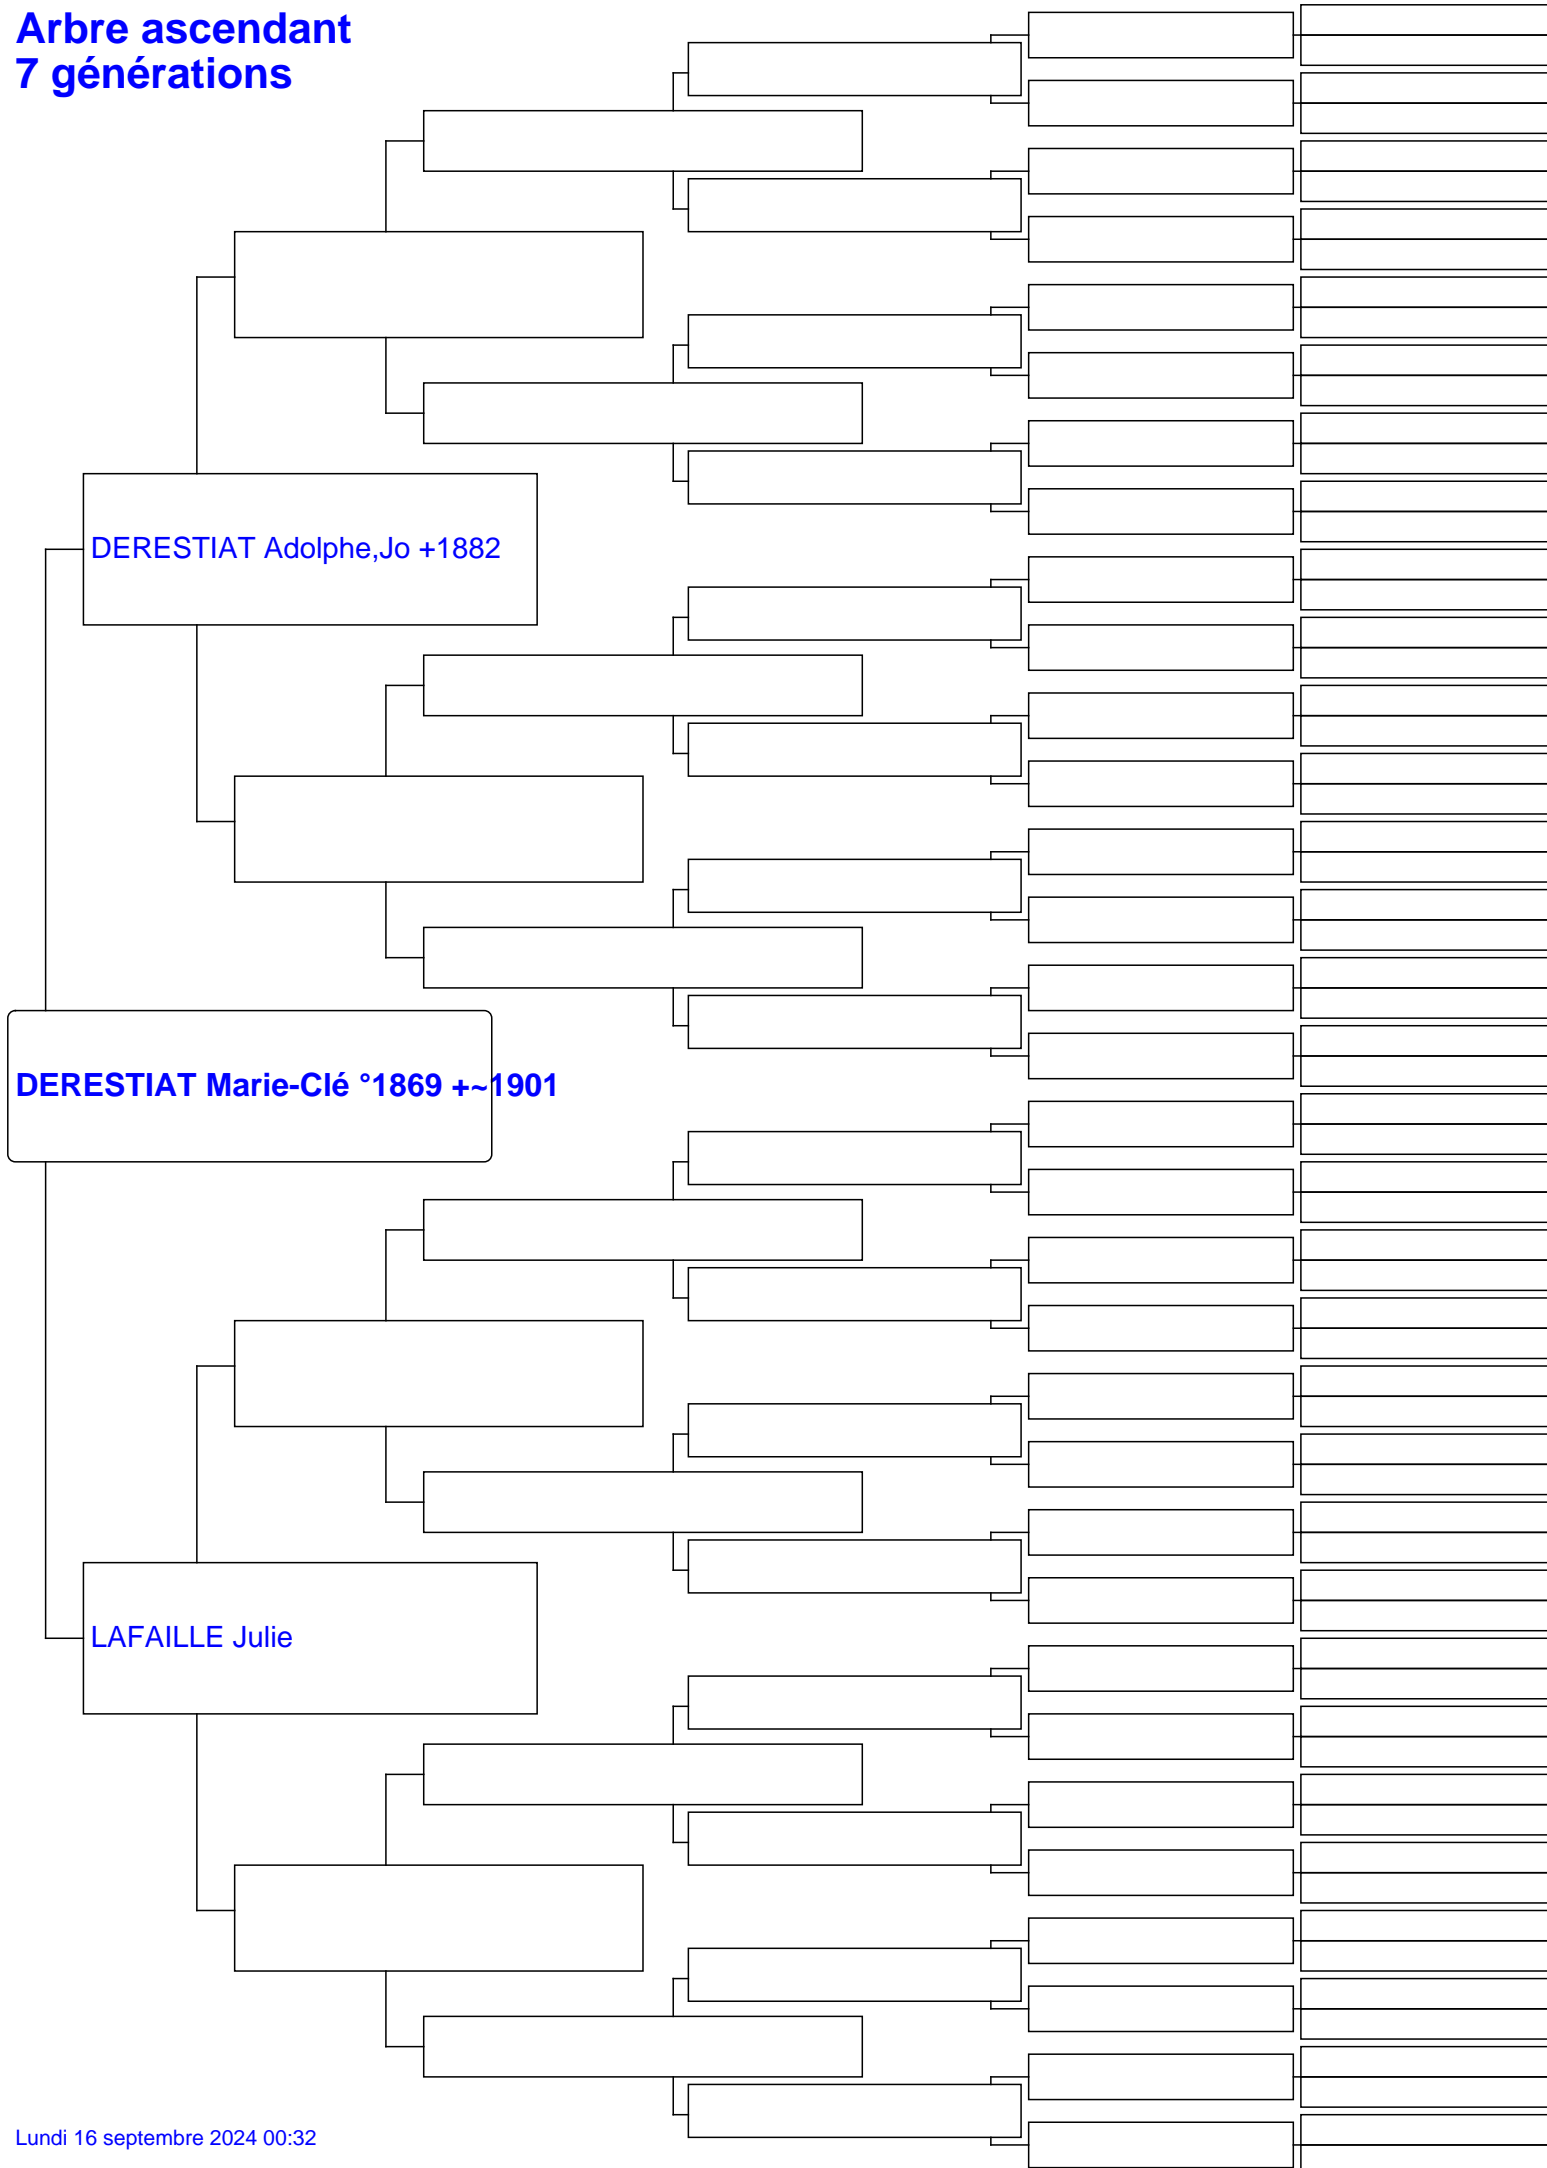 Arbre ascendant
7 générations
DERESTIAT Adolphe,Jo +1882
DERESTIAT Marie-Clé °1869 +~1901
LAFAILLE Julie
Lundi 16 septembre 2024 00:32